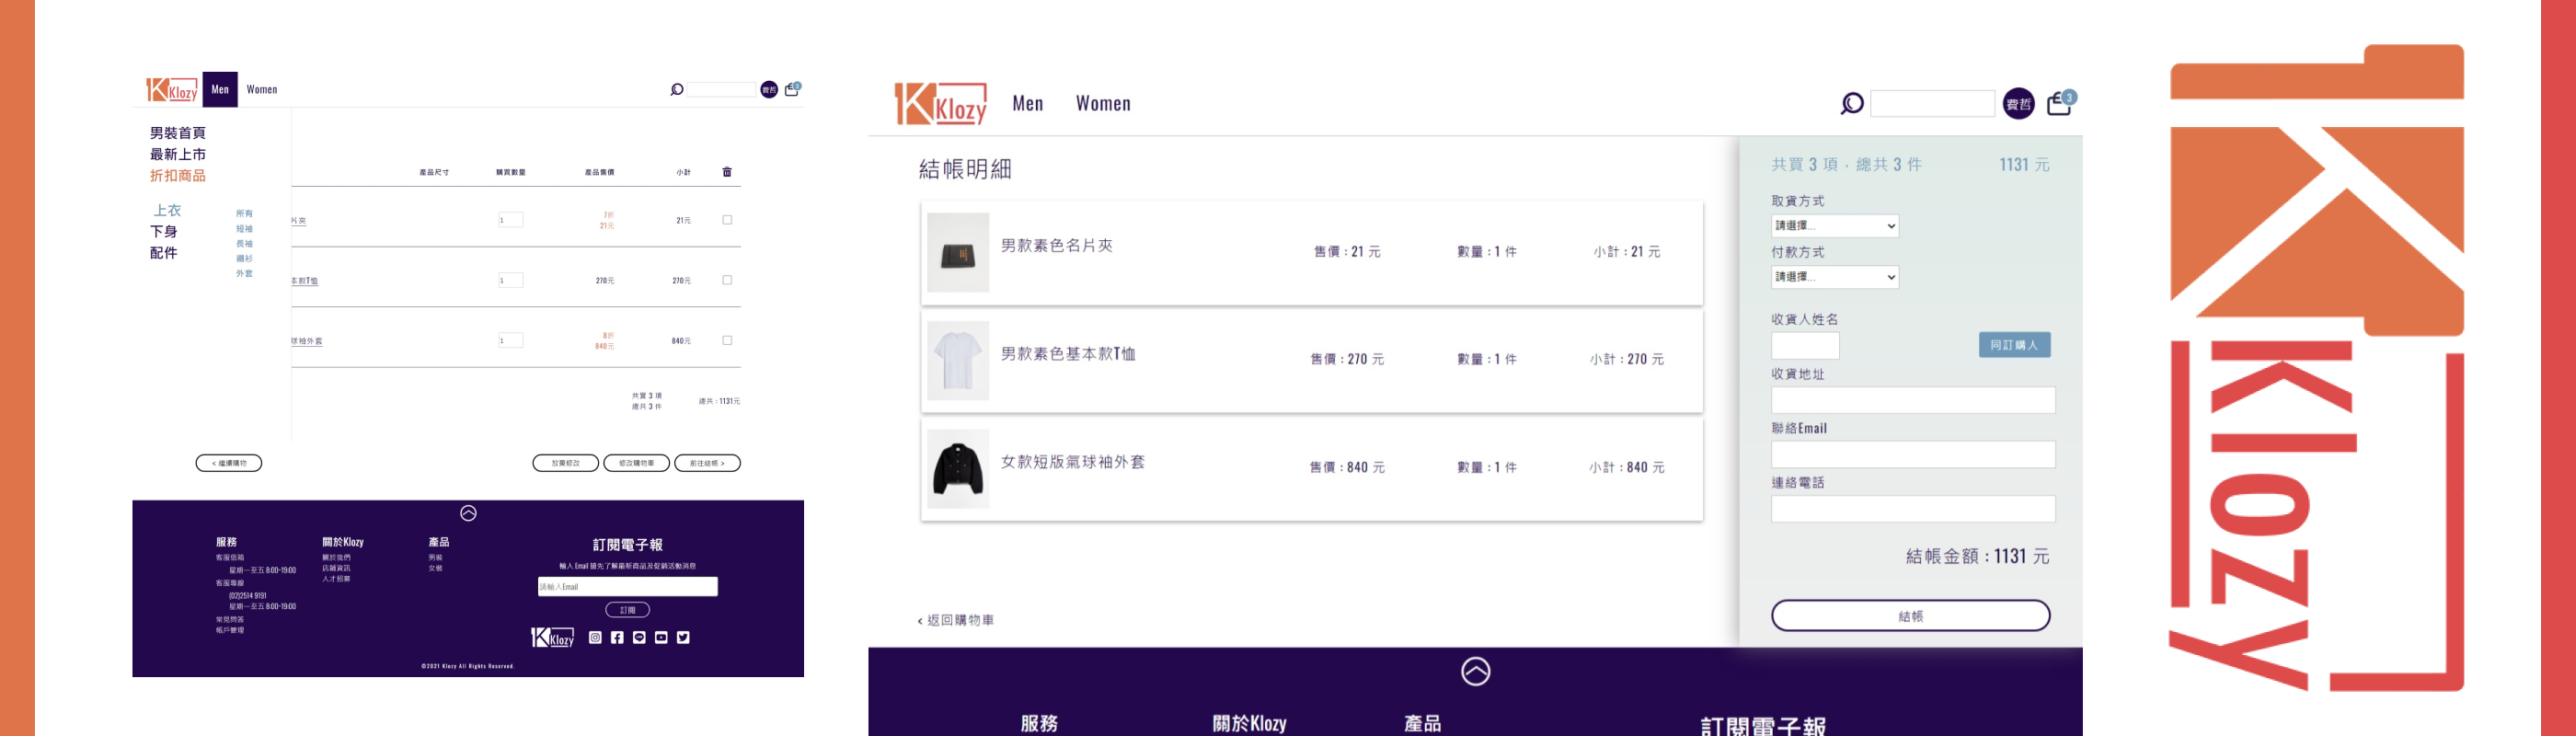 Klozy Men Women 費哲 3
男裝首頁
最新上市
折扣商品
上衣
下身
配件
所有
短袖
長袖
襯衫
外套
產品尺寸 購買數量 產品售價 小計
片夾 1 7折 21元 21元
本款T恤 1 270元 270元
球袖外套 1 8折 840元 840元
共買 3 項
總共 3 件
總共 : 1131元
< 繼續購物 放棄修改 修改購物車 前往結帳 >
服務
客服信箱
星期一至五 8:00-19:00
客服專線
(02)2514 9191
星期一至五 8:00-19:00
常見問答
帳戶管理
關於Klozy
關於我們
店鋪資訊
人才招募
產品
男裝
女裝
訂閱電子報
輸入 Email 搶先了解最新商品及促銷活動消息
請輸入Email
訂閱
Klozy
©2021 Klozy All Rights Reserved.
Klozy Men Women 費哲 3
結帳明細
男款素色名片夾 售價 : 21 元 數量 : 1 件 小計 : 21 元
男款素色基本款T恤 售價 : 270 元 數量 : 1 件 小計 : 270 元
女款短版氣球袖外套 售價 : 840 元 數量 : 1 件 小計 : 840 元
< 返回購物車
共買 3 項 · 總共 3 件 1131 元
取貨方式
請選擇...
付款方式
請選擇...
收貨人姓名
同訂購人
收貨地址
聯絡Email
連絡電話
結帳金額 : 1131 元
結帳
服務 關於Klozy 產品 訂閱電子報
Klozy